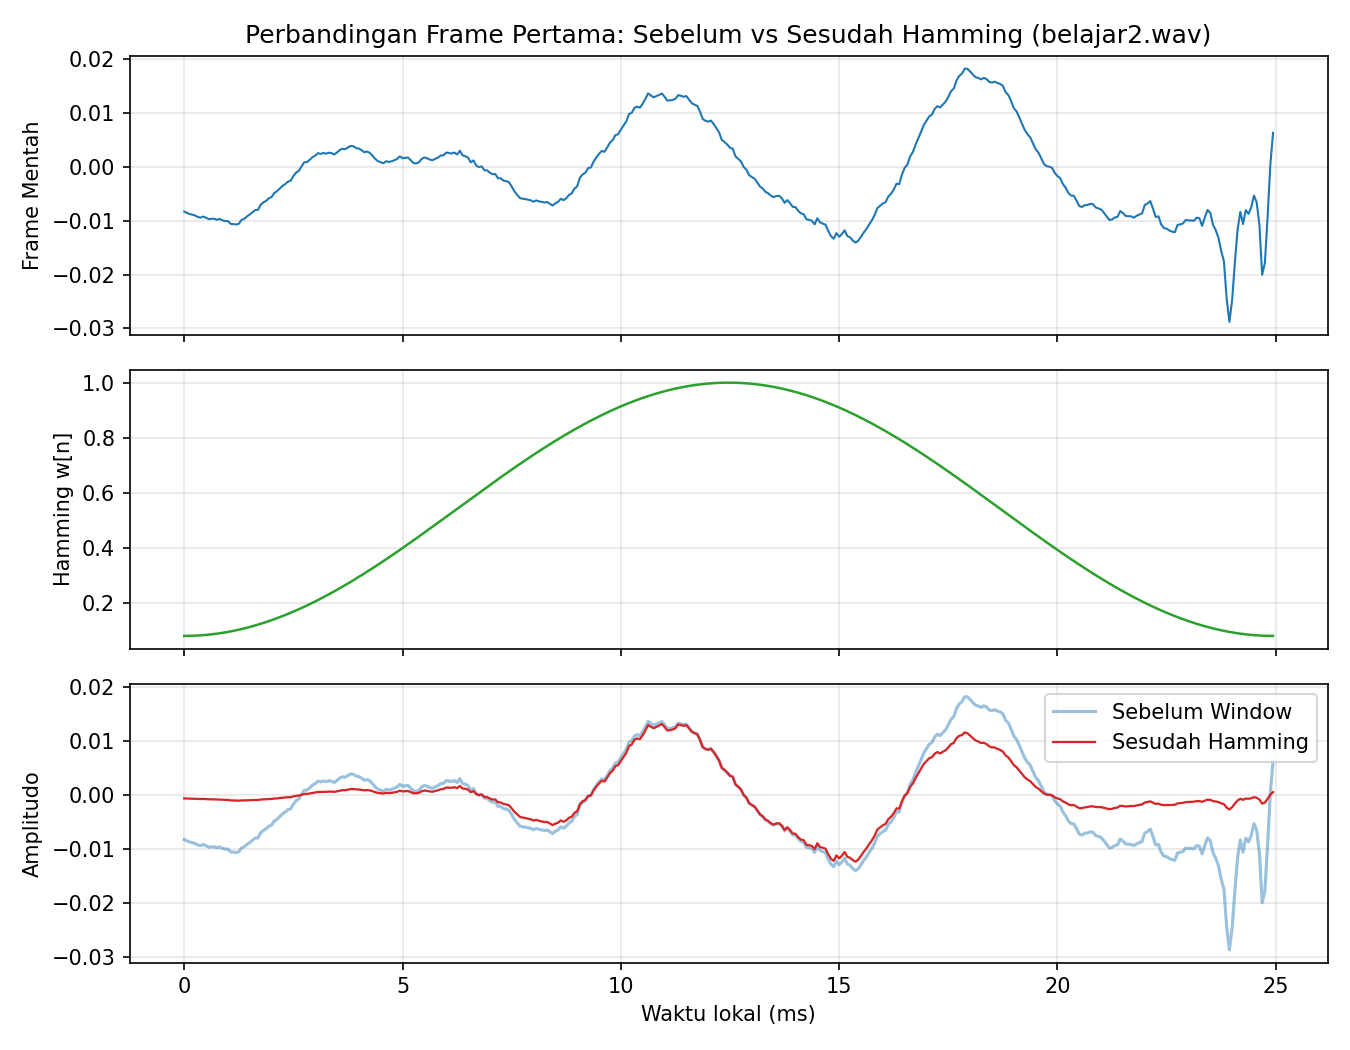 Perbandingan Frame Pertama: Sebelum vs Sesudah Hamming (belajar2.wav)
Frame Mentah
0.02
0.01
0.00
−0.01
−0.02
−0.03
Hamming w[n]
1.0
0.8
0.6
0.4
0.2
Amplitudo
0.02
0.01
0.00
−0.01
−0.02
−0.03
Sebelum Window
Sesudah Hamming
0 5 10 15 20 25
Waktu lokal (ms)